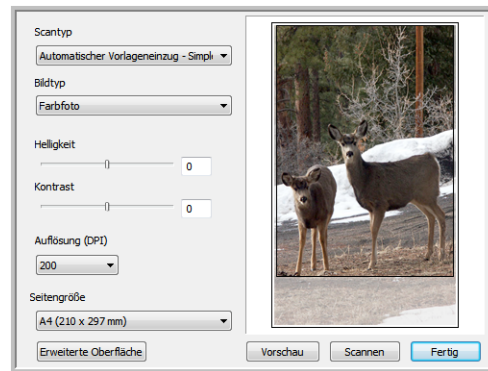 Scantyp
Automatischer Vorlageneinzug - Simpl
Bildtyp
Farbfoto
Helligkeit
0
Kontrast
0
Auflösung (DPI)
200
Seitengröße
A4 (210 x 297 mm)
Erweiterte Oberfläche
Vorschau
Scannen
Fertig